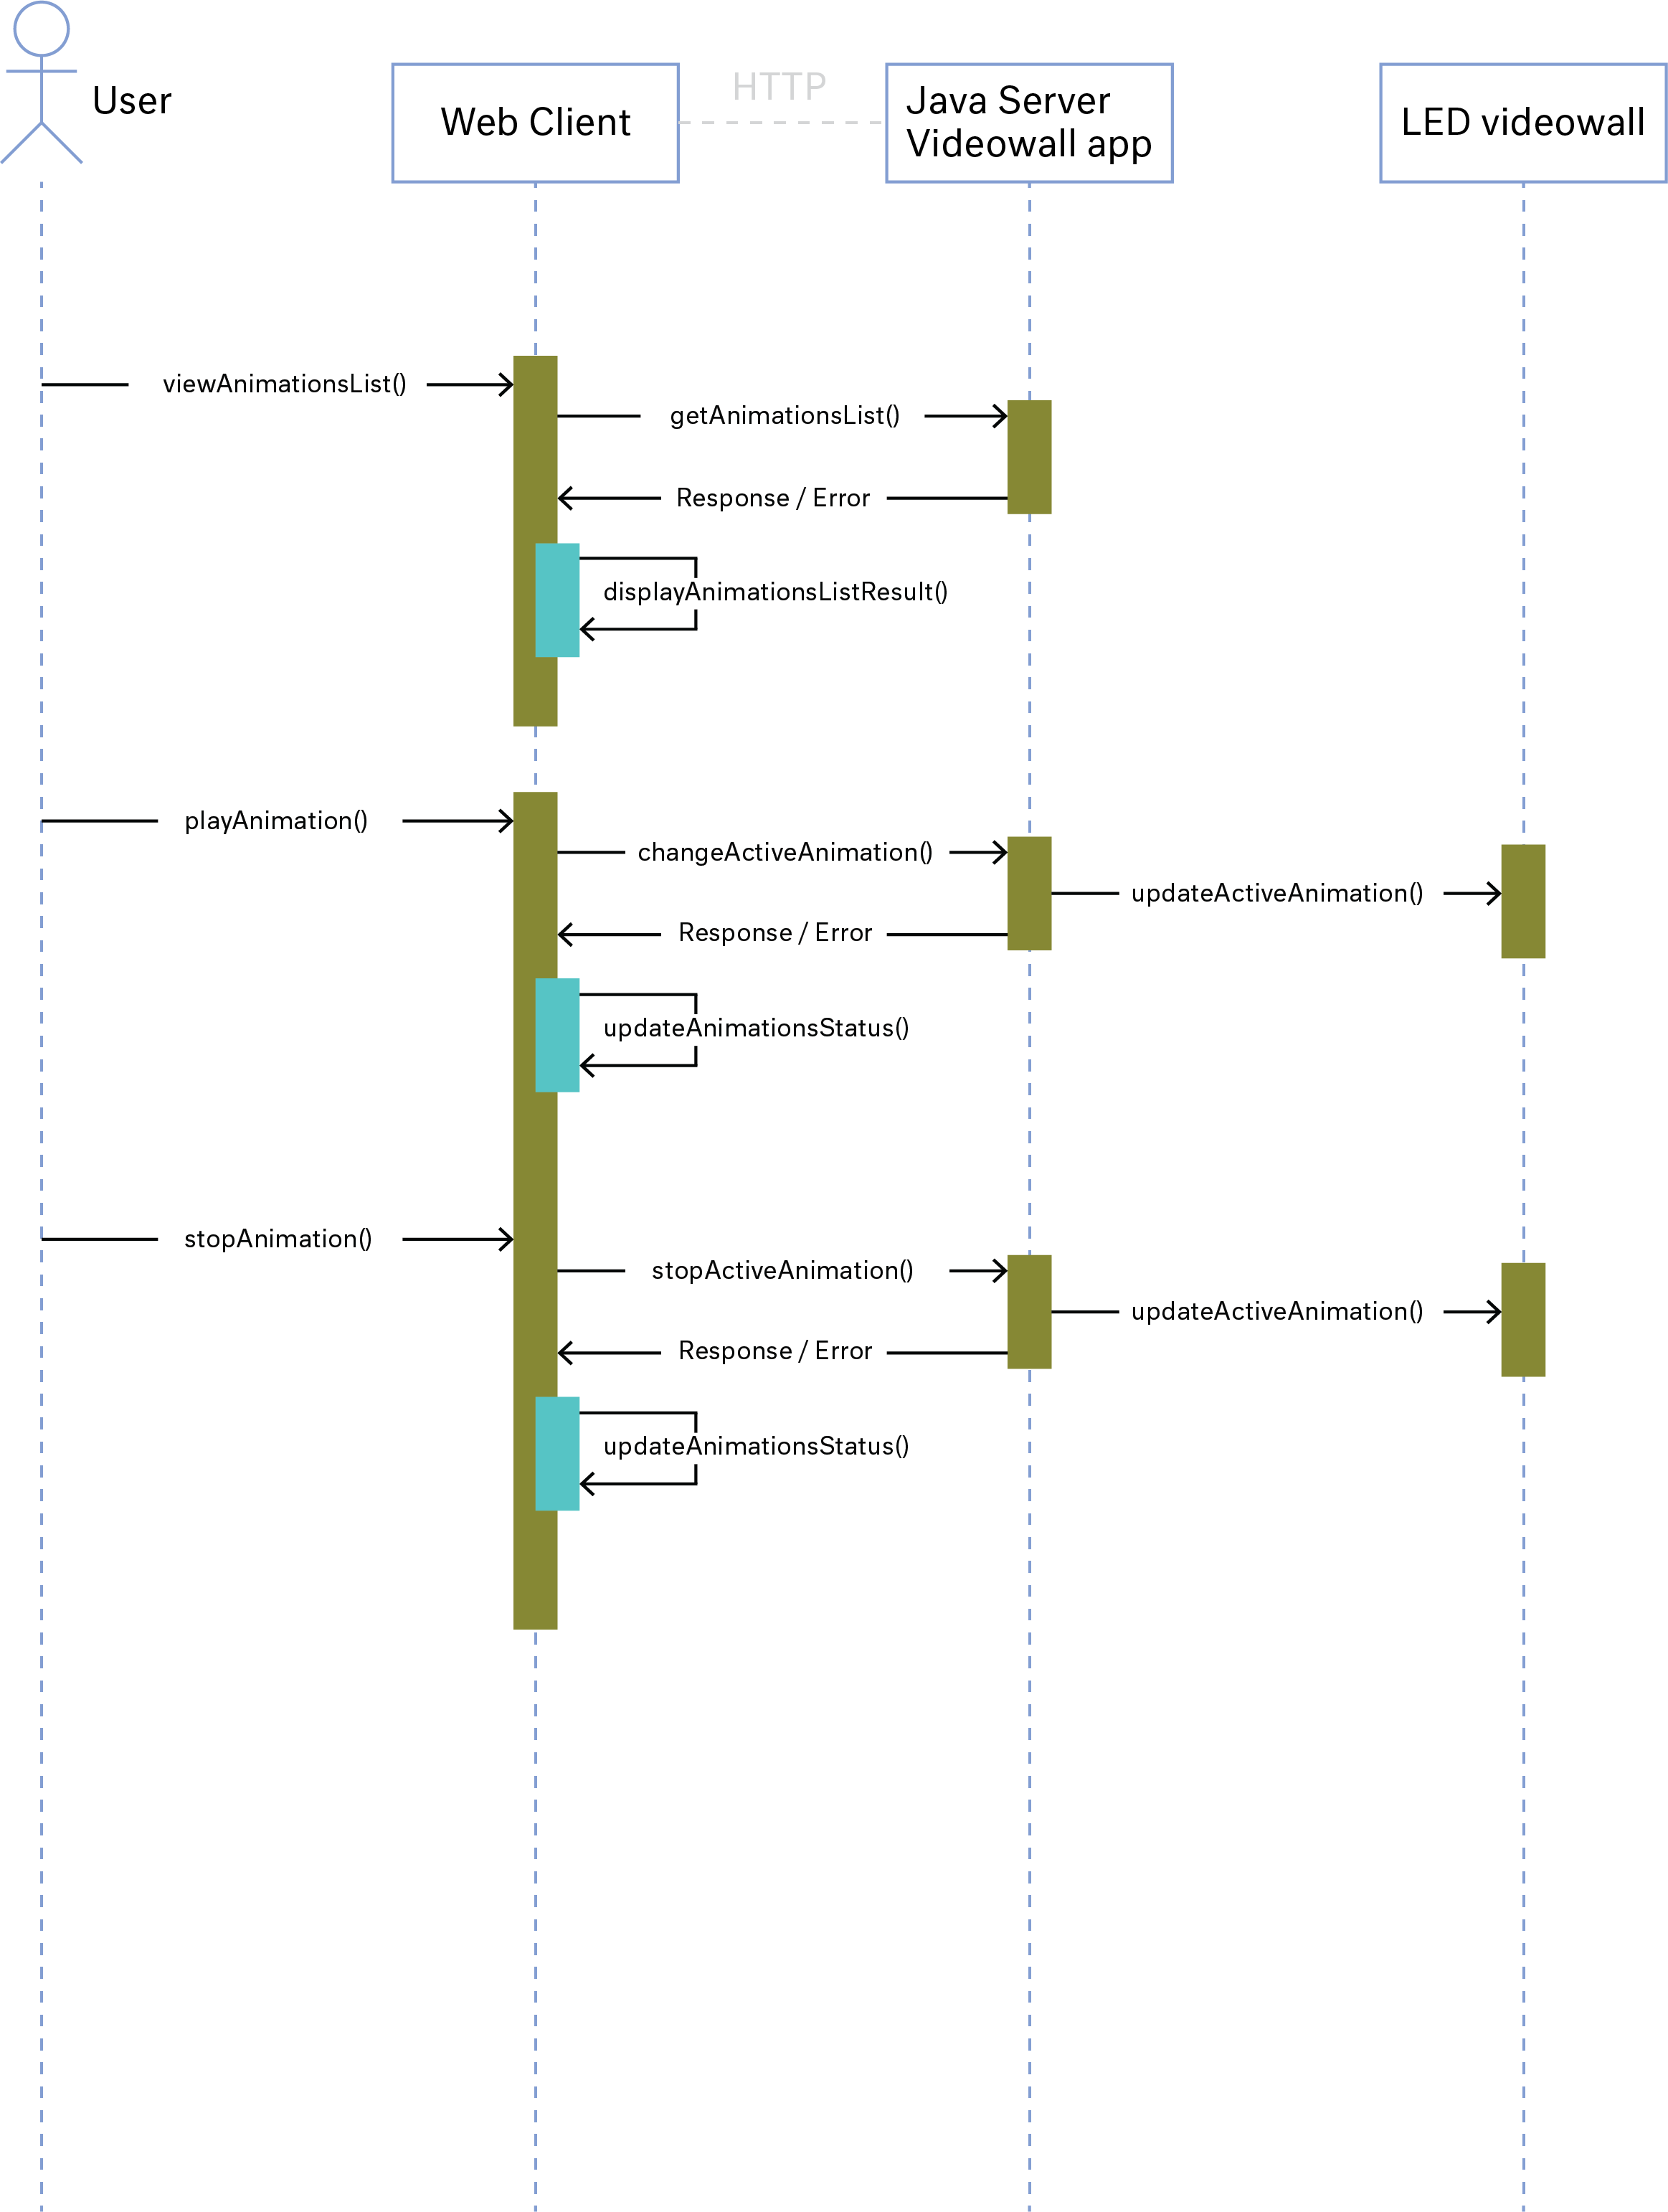 User
Web Client
HTTP
Java Server
Videowall app
LED videowall
viewAnimationsList()
getAnimationsList()
Response / Error
displayAnimationsListResult()
playAnimation()
changeActiveAnimation()
updateActiveAnimation()
Response / Error
updateAnimationsStatus()
stopAnimation()
stopActiveAnimation()
updateActiveAnimation()
Response / Error
updateAnimationsStatus()